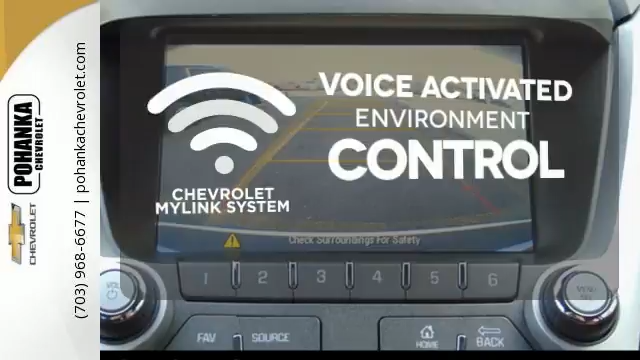 POHANKA
CHEVROLET
CHEVROLET
(703) 968-6677 | pohankachevrolet.com
VOICE ACTIVATED
ENVIRONMENT
CONTROL
CHEVROLET
MYLINK SYSTEM
Check Surroundings For Safety
1 2 3 4 5 6
FAV SOURCE HOME BACK